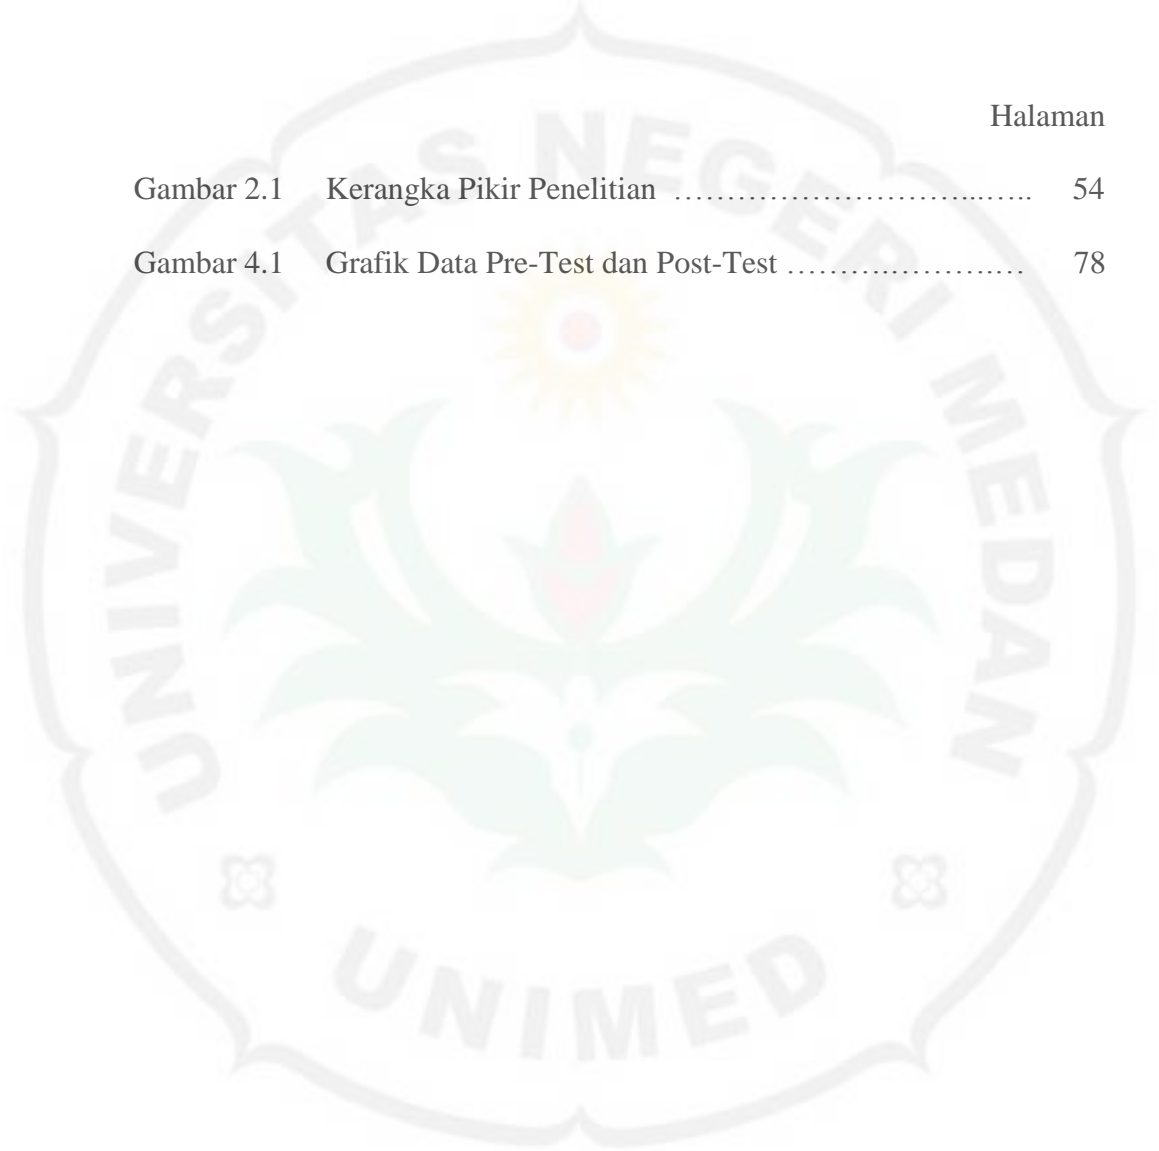 Halaman
Gambar 2.1 Kerangka Pikir Penelitian ………………………...….. 54
Gambar 4.1 Grafik Data Pre-Test dan Post-Test ………..……….… 78
UNIVERSITAS NEGERI MEDAN
UNIMED